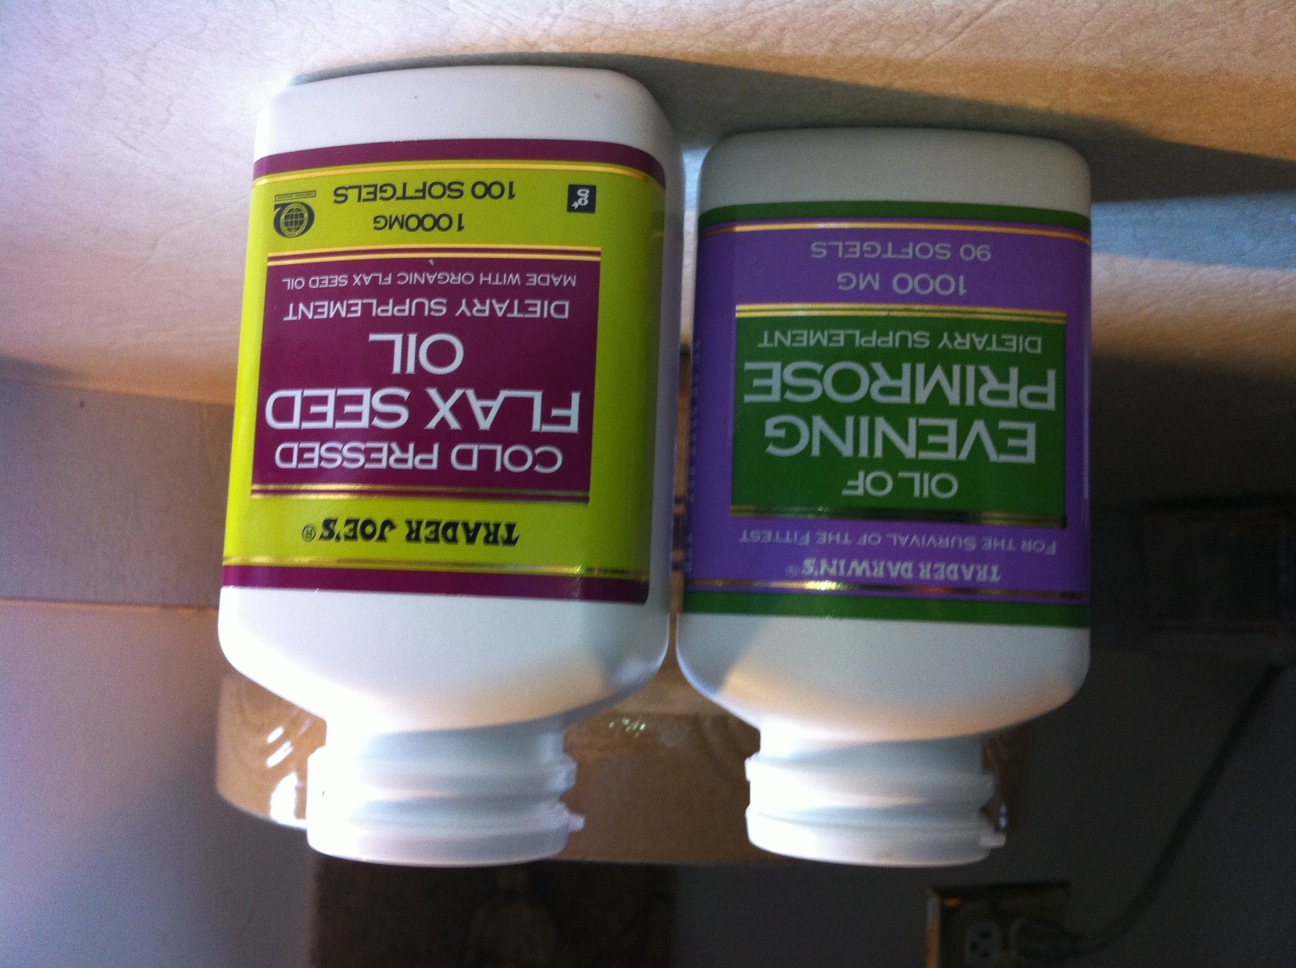 TRADER JOE'S®
COLD PRESSED
FLAX SEED
OIL
DIETARY SUPPLEMENT
MADE WITH ORGANIC FLAX SEED OIL
1000MG
100 SOFTGELS
TRADER DARWIN'S™
FOR THE SURVIVAL OF THE FITTEST
OIL OF
EVENING
PRIMROSE
DIETARY SUPPLEMENT
1000 MG
90 SOFTGELS